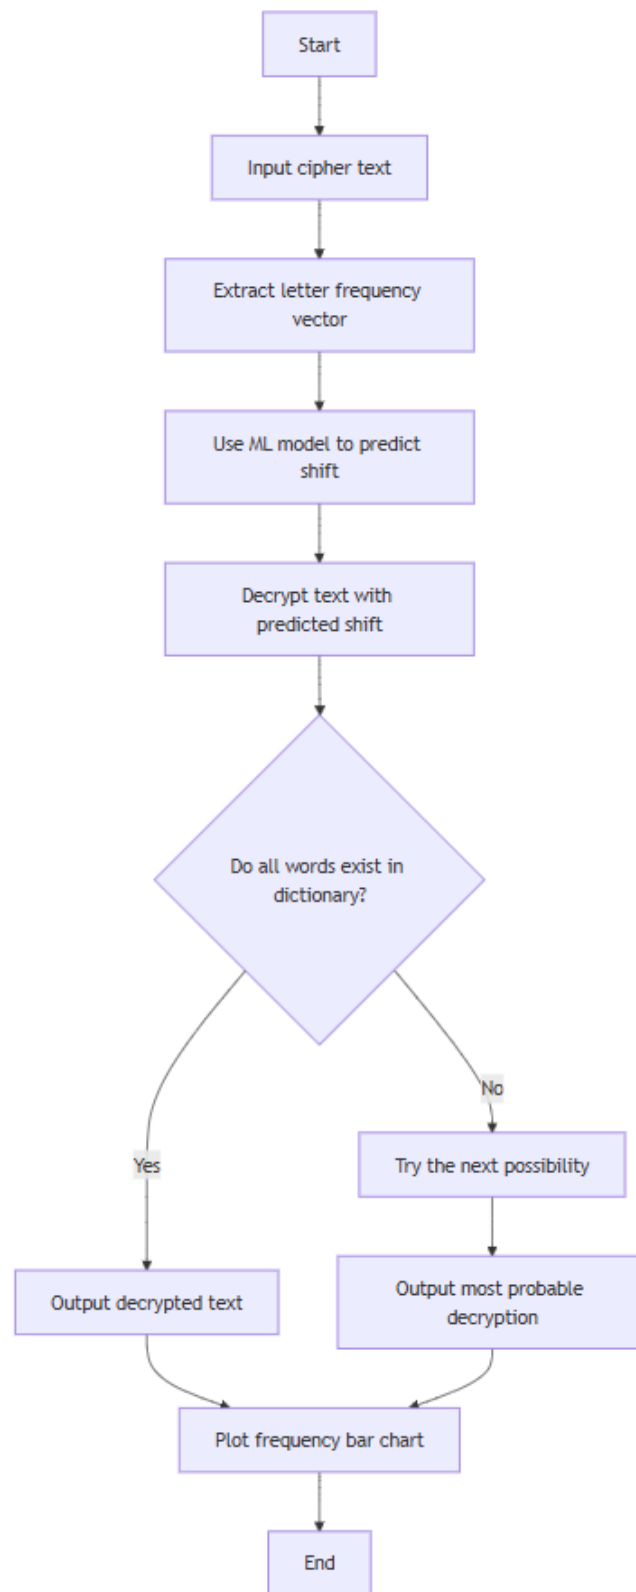 Start
Input cipher text
Extract letter frequency
vector
Use ML model to predict
shift
Decrypt text with
predicted shift
Do all words exist in
dictionary?
No
Yes
Try the next possibility
Output decrypted text
Output most probable
decryption
Plot frequency bar chart
End